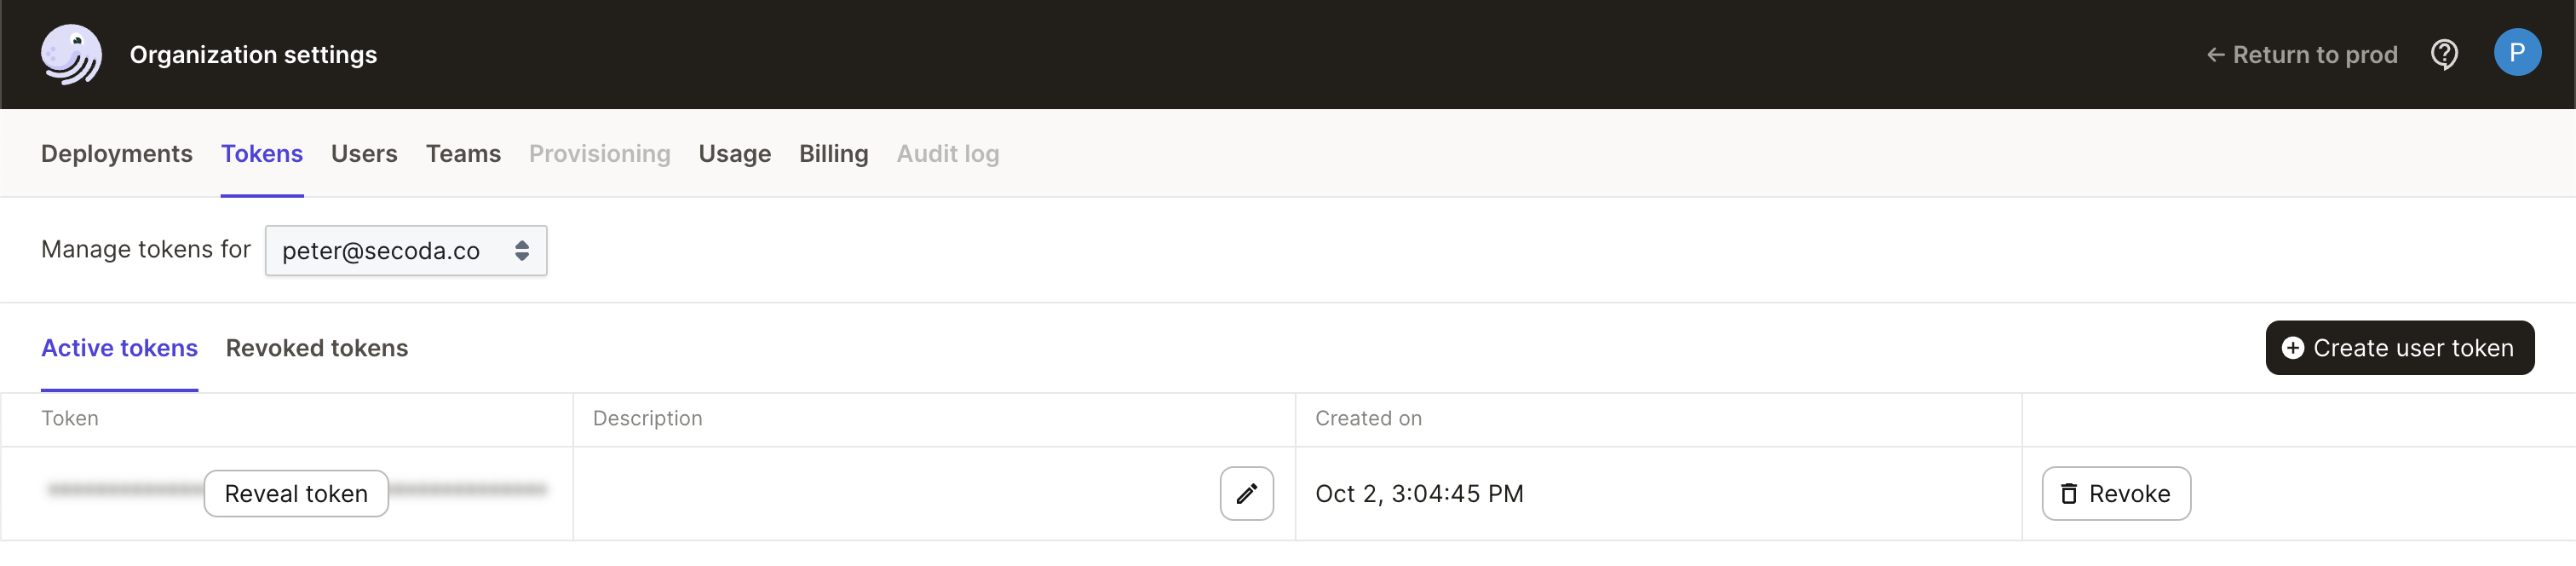 Organization settings
← Return to prod
P
Deployments Tokens Users Teams Provisioning Usage Billing Audit log
Manage tokens for peter@secoda.co
Active tokens Revoked tokens Create user token
Token Description Created on
Reveal token Oct 2, 3:04:45 PM Revoke